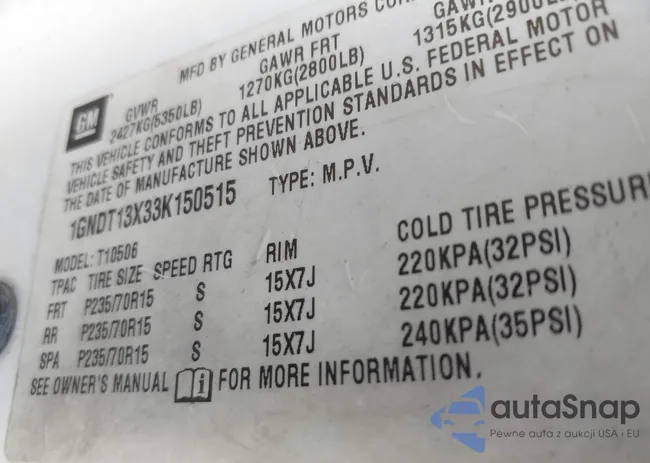 MFD BY GENERAL MOTORS CORP
GM
GVWR GAWR FRT GAWR
2427KG(5350LB) 1270KG(2800LB) 1315KG(2900LB
THIS VEHICLE CONFORMS TO ALL APPLICABLE U.S. FEDERAL MOTOR
VEHICLE SAFETY AND THEFT PREVENTION STANDARDS IN EFFECT ON
THE DATE OF MANUFACTURE SHOWN ABOVE.
1GNDT13X33K150515 TYPE: M.P.V.
MODEL: T10506
TPAC TIRE SIZE SPEED RTG RIM COLD TIRE PRESSUR
FRT P235/70R15 S 15X7J 220KPA(32PSI)
RR P235/70R15 S 15X7J 220KPA(32PSI)
SPA P235/70R15 S 15X7J 240KPA(35PSI)
SEE OWNER'S MANUAL i FOR MORE INFORMATION.
autaSnap
Pewne auta z aukcji USA i EU